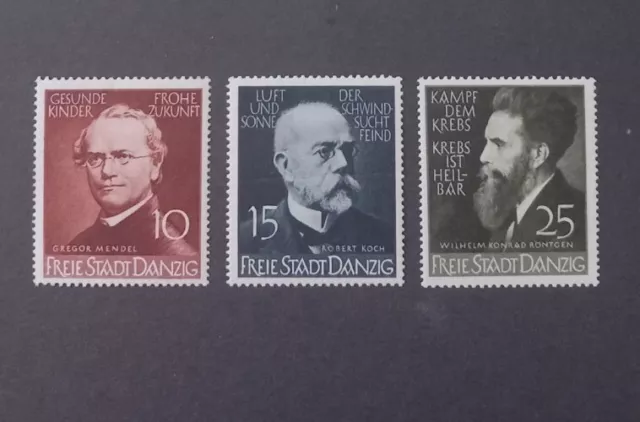 GESUNDE FROHE
KINDER ZUKUNFT
10
GREGOR MENDEL
FREIE STADT DANZIG
LUFT DER
UND SCHWIND-
SONNE SUCHT
FEIND
15
ROBERT KOCH
FREIE STADT DANZIG
KAMPF
DEM
KREBS
KREBS
IST
HEIL-
BAR
25
WILHELM KONRAD RÖNTGEN
FREIE STADT DANZIG